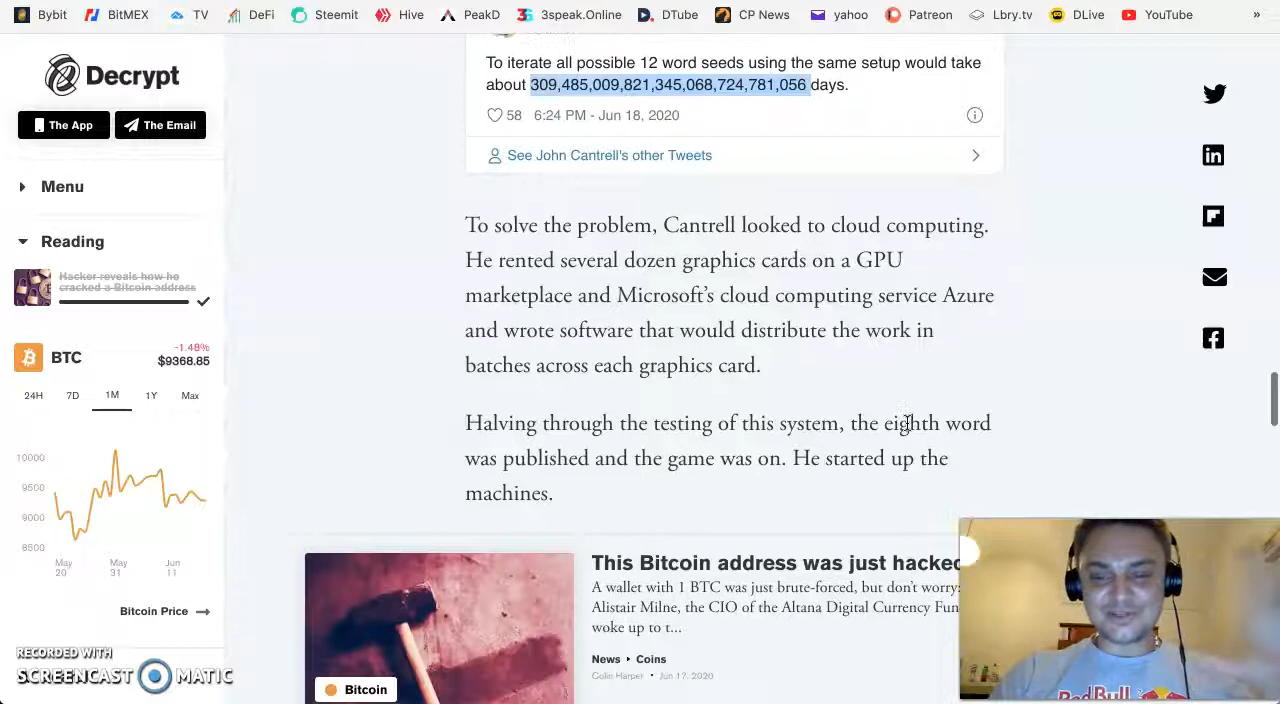 Bybit BitMEX TV DeFi Steemit Hive PeakD 3speak.Online DTube CP News yahoo Patreon Lbry.tv DLive YouTube »
Decrypt
The App The Email
Menu
Reading
Hacker reveals how he
cracked a Bitcoin address
BTC
-1.48%
$9368.85
24H 7D 1M 1Y Max
10000
9500
9000
8500
May
20
May
31
Jun
11
Bitcoin Price
RECORDED WITH
SCREENCAST MATIC
To iterate all possible 12 word seeds using the same setup would take
about 309,485,009,821,345,068,724,781,056 days.
58 6:24 PM - Jun 18, 2020
See John Cantrell's other Tweets
To solve the problem, Cantrell looked to cloud computing.
He rented several dozen graphics cards on a GPU
marketplace and Microsoft’s cloud computing service Azure
and wrote software that would distribute the work in
batches across each graphics card.
Halving through the testing of this system, the eighth word
was published and the game was on. He started up the
machines.
Bitcoin
This Bitcoin address was just hacked
A wallet with 1 BTC was just brute-forced, but don’t worry:
Alistair Milne, the CIO of the Altana Digital Currency Fun
woke up to t...
News Coins
Colin Harper • Jun 17, 2020
Red Bull